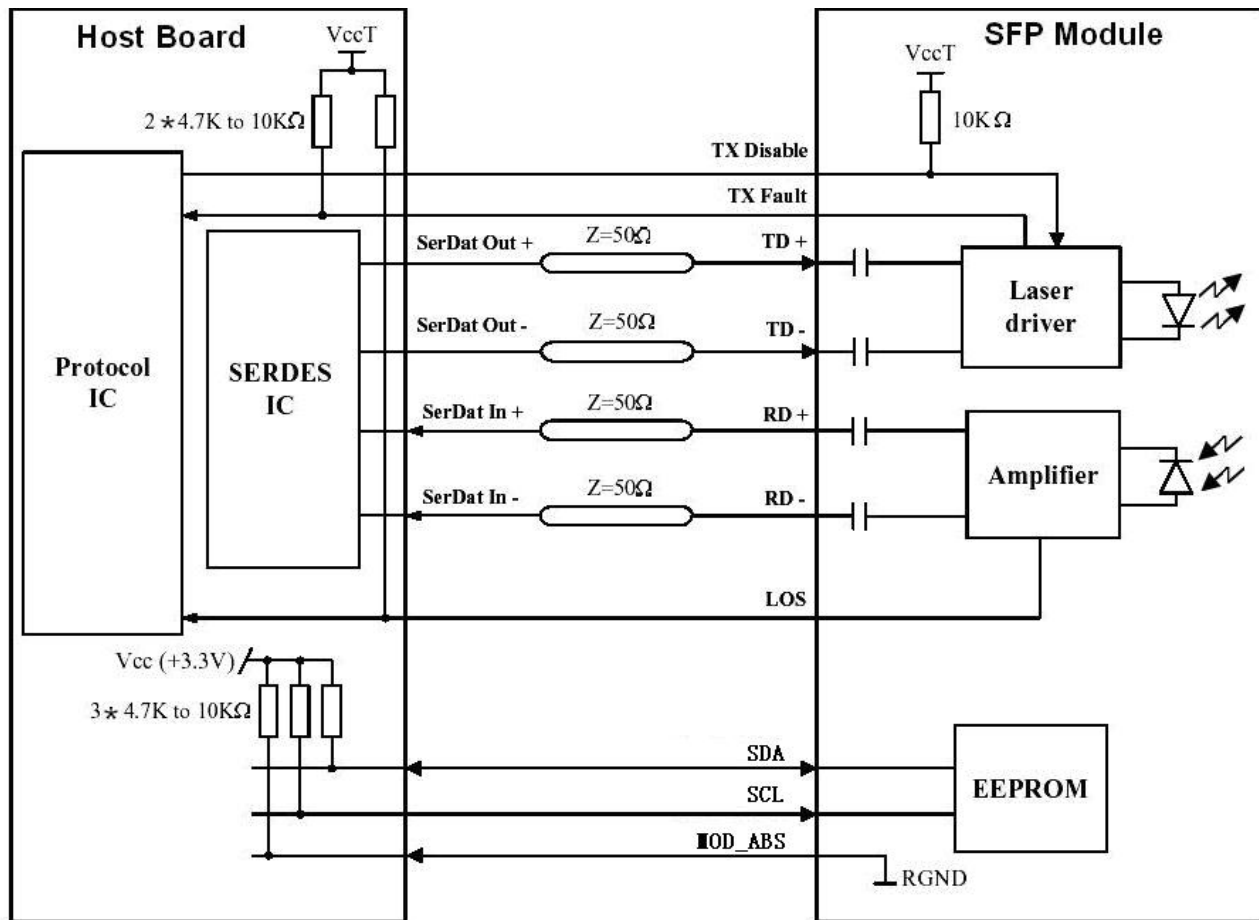 Host Board
VccT
2*4.7K to 10KΩ
Protocol
IC
SERDES
IC
Vcc (+3.3V)
3*4.7K to 10KΩ
TX Disable
TX Fault
SerDat Out +
Z=50Ω
TD +
SerDat Out -
Z=50Ω
TD -
SerDat In +
Z=50Ω
RD +
SerDat In -
Z=50Ω
RD -
LOS
SDA
SCL
MOD_ABS
SFP Module
VccT
10KΩ
Laser
driver
Amplifier
EEPROM
RGND